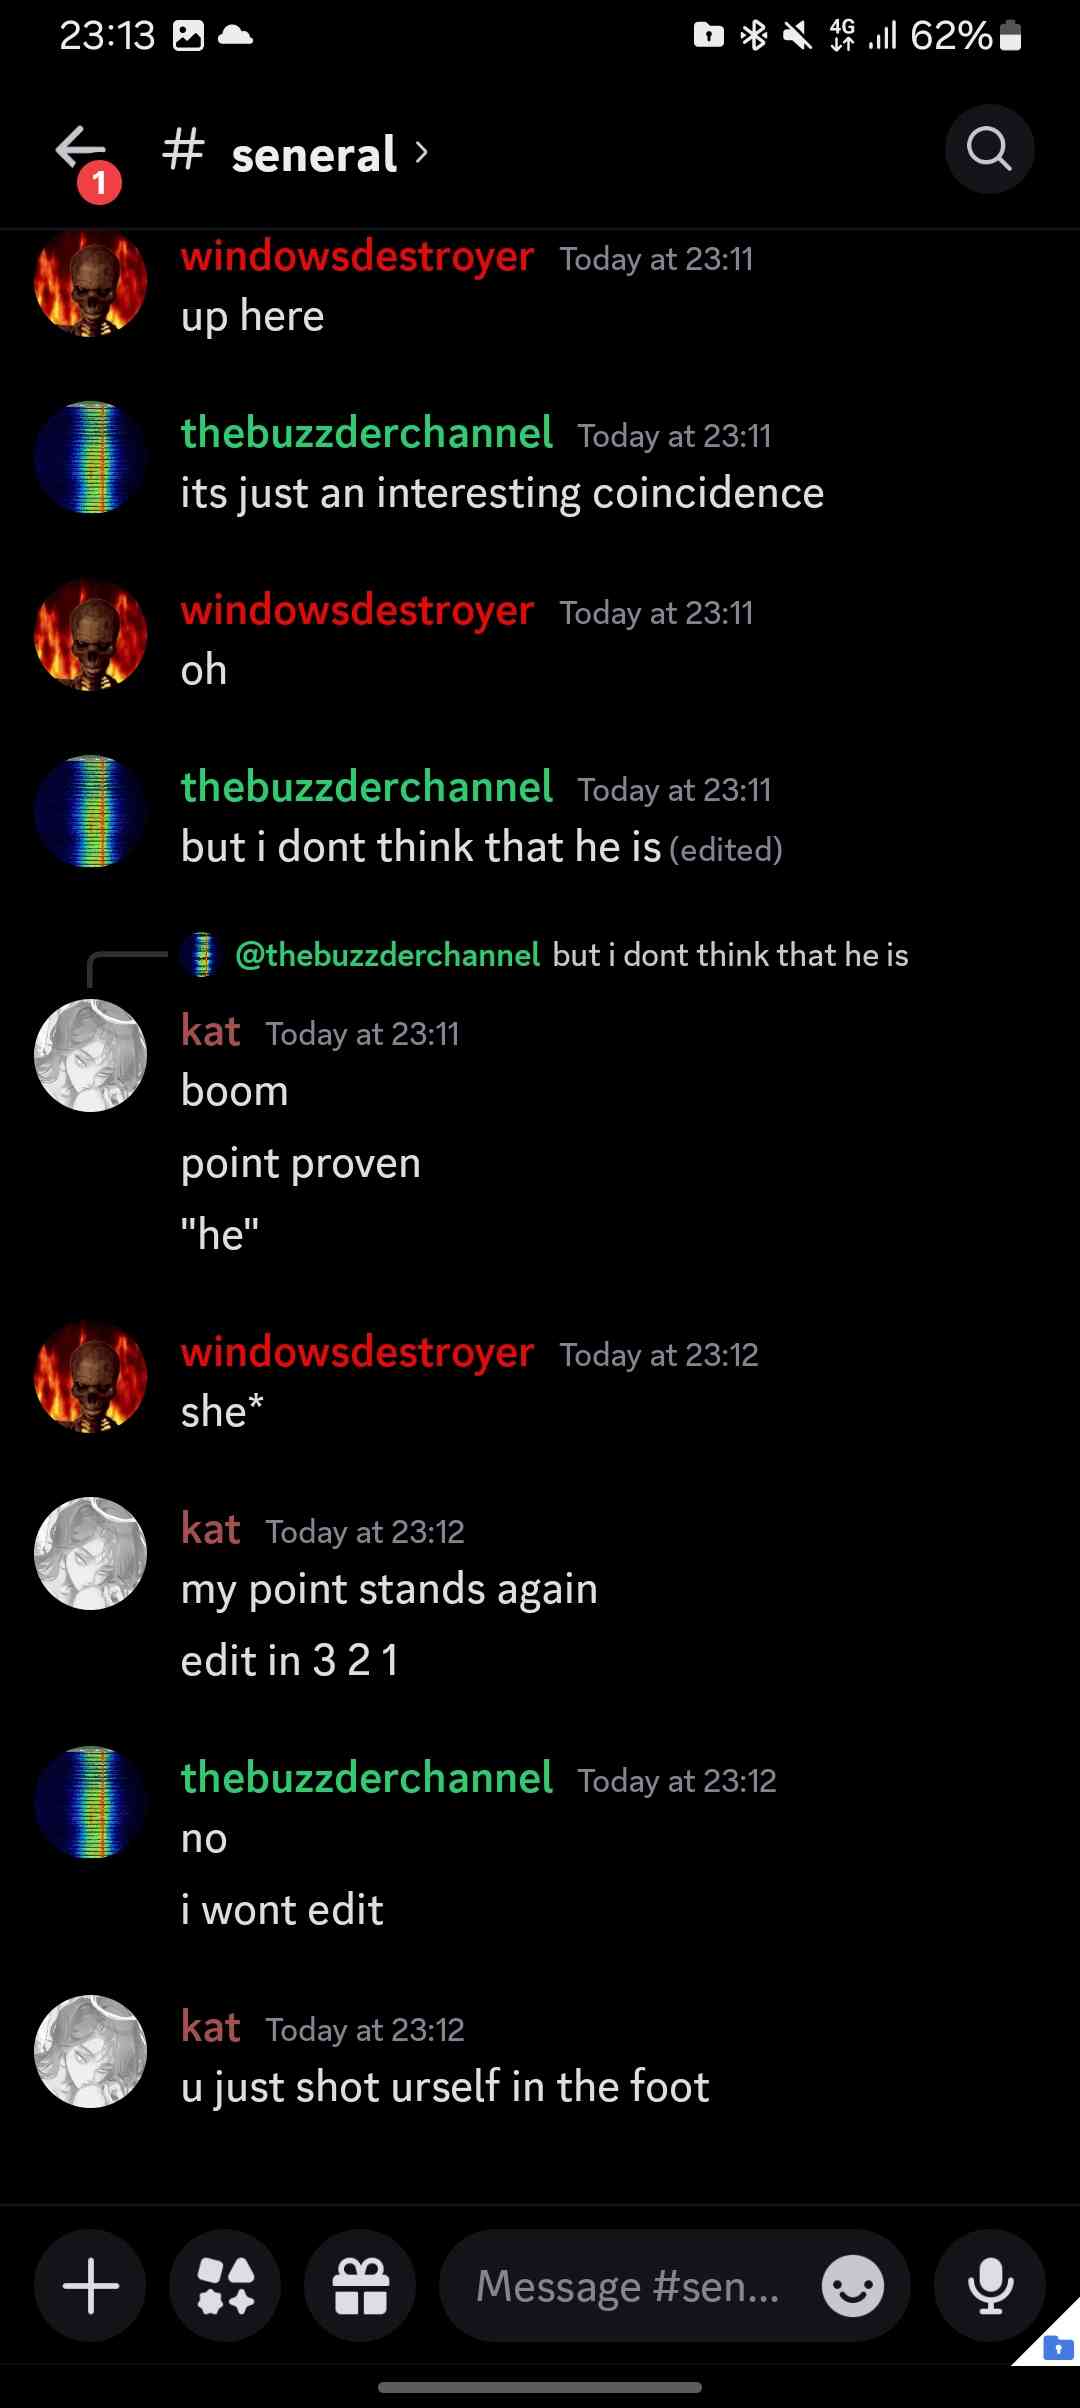 23:13 4G 62%
1
# seneral
windowsdestroyer Today at 23:11
up here
thebuzzderchannel Today at 23:11
its just an interesting coincidence
windowsdestroyer Today at 23:11
oh
thebuzzderchannel Today at 23:11
but i dont think that he is (edited)
@thebuzzderchannel but i dont think that he is
kat Today at 23:11
boom
point proven
"he"
windowsdestroyer Today at 23:12
she*
kat Today at 23:12
my point stands again
edit in 3 2 1
thebuzzderchannel Today at 23:12
no
i wont edit
kat Today at 23:12
u just shot urself in the foot
Message #sen...